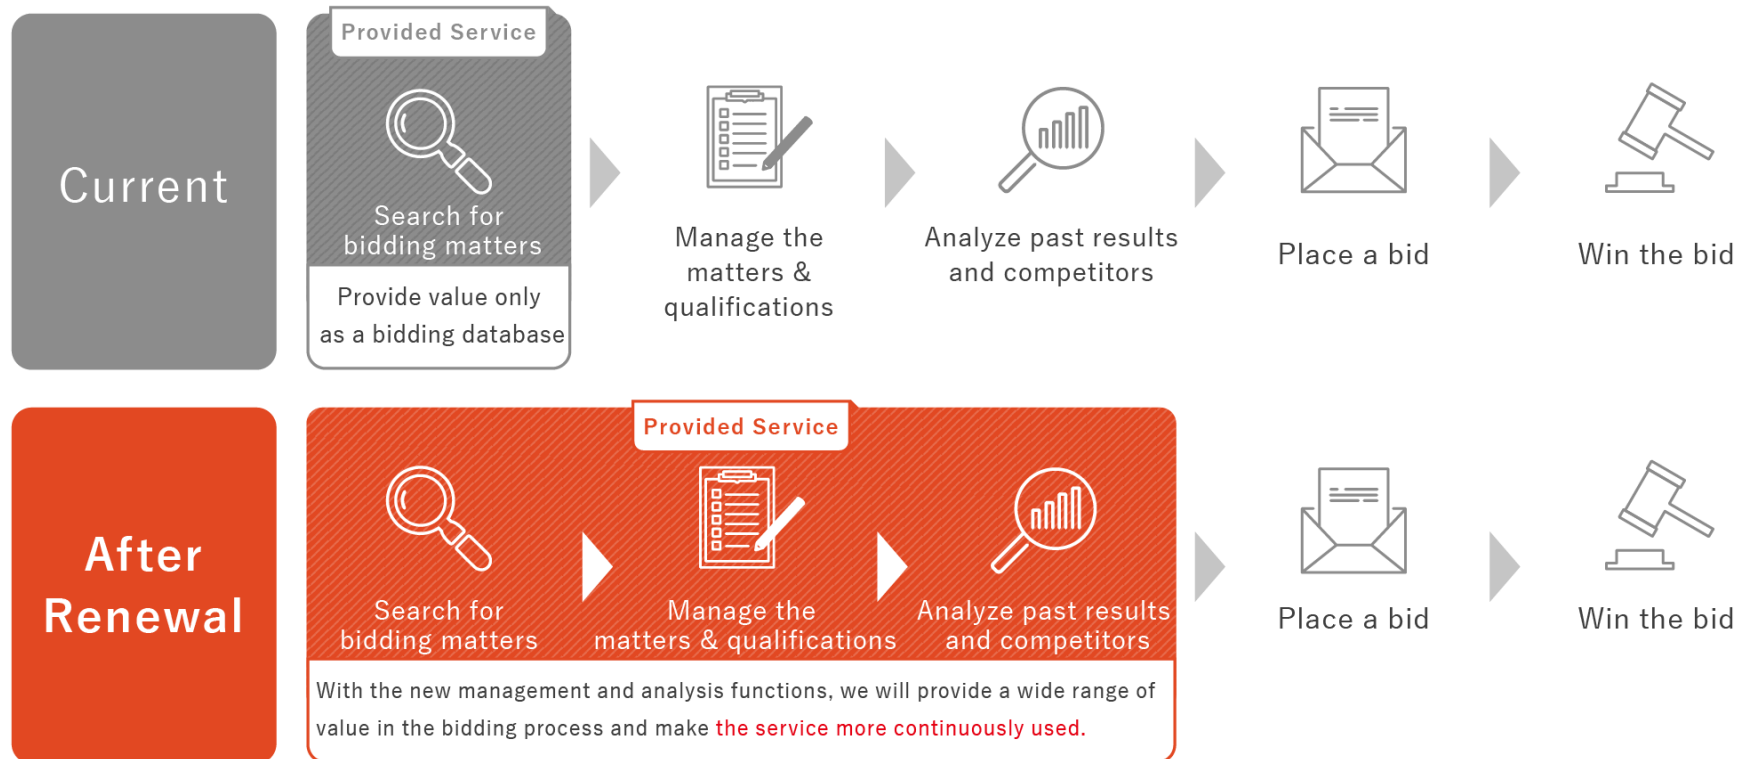 Current
Provided Service
Search for
bidding matters
Provide value only
as a bidding database
Manage the
matters &
qualifications
Analyze past results
and competitors
Place a bid
Win the bid
After
Renewal
Provided Service
Search for
bidding matters
Manage the
matters & qualifications
Analyze past results
and competitors
With the new management and analysis functions, we will provide a wide range of
value in the bidding process and make the service more continuously used.
Place a bid
Win the bid